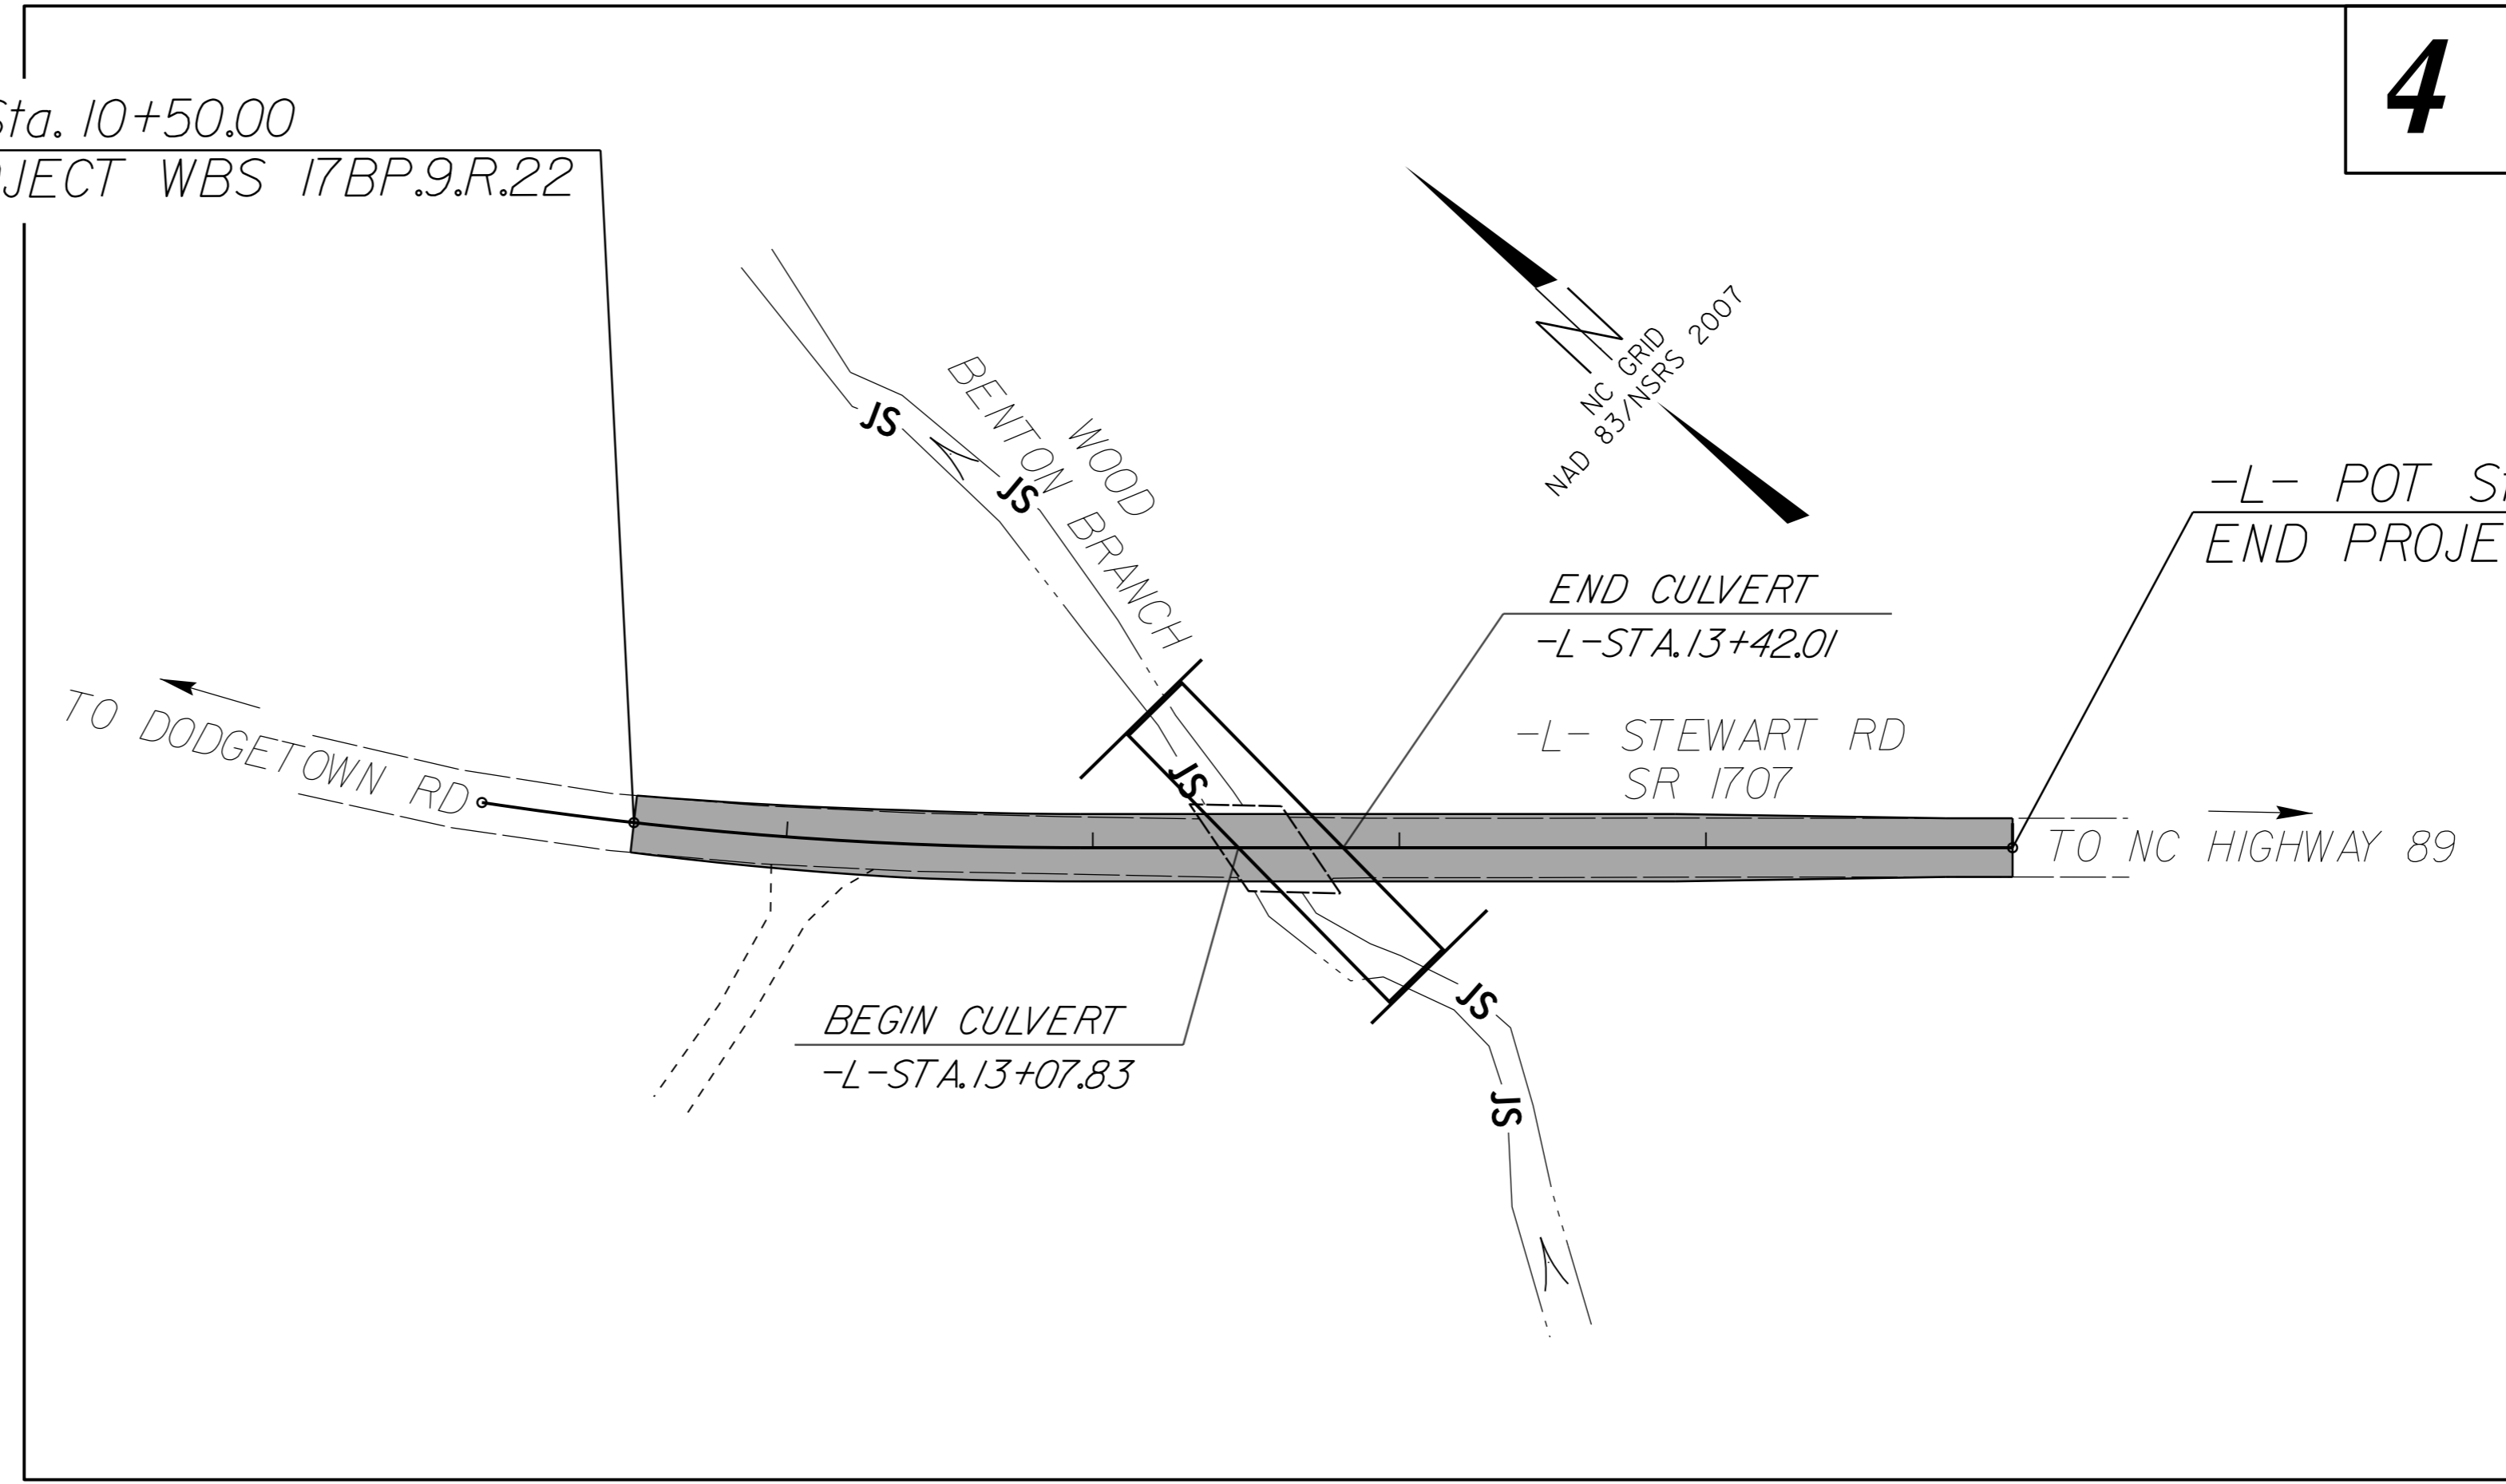 4
Sta. 10+50.00
JECT WBS 17BP.9.R.22
WOOD
BENTON BRANCH
JS
JS
N
NC GRID
NAD 83/NSRS 2007
-L- POT
END PROJE
END CULVERT
-L-STA.13+42.01
-L- STEWART RD
SR 1707
TO DODGETOWN RD
JS
TO NC HIGHWAY 89
BEGIN CULVERT
-L-STA.13+07.83
JS
JS